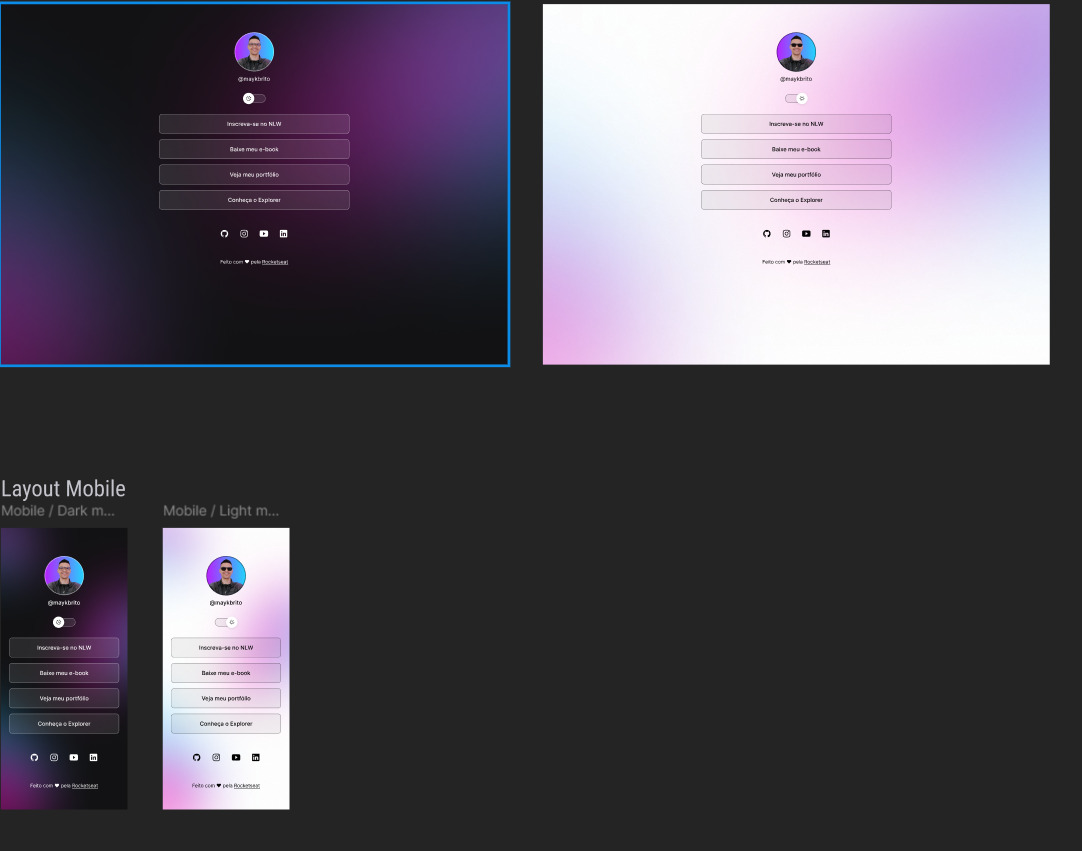 @maykbrito
Inscreva-se no NLW
Baixe meu e-book
Veja meu portfólio
Conheça o Explorer
Feito com ♥ pela Rocketseat
@maykbrito
Inscreva-se no NLW
Baixe meu e-book
Veja meu portfólio
Conheça o Explorer
Feito com ♥ pela Rocketseat
Layout Mobile
Mobile / Dark m...
@maykbrito
Inscreva-se no NLW
Baixe meu e-book
Veja meu portfólio
Conheça o Explorer
Feito com ♥ pela Rocketseat
Mobile / Light m...
@maykbrito
Inscreva-se no NLW
Baixe meu e-book
Veja meu portfólio
Conheça o Explorer
Feito com ♥ pela Rocketseat